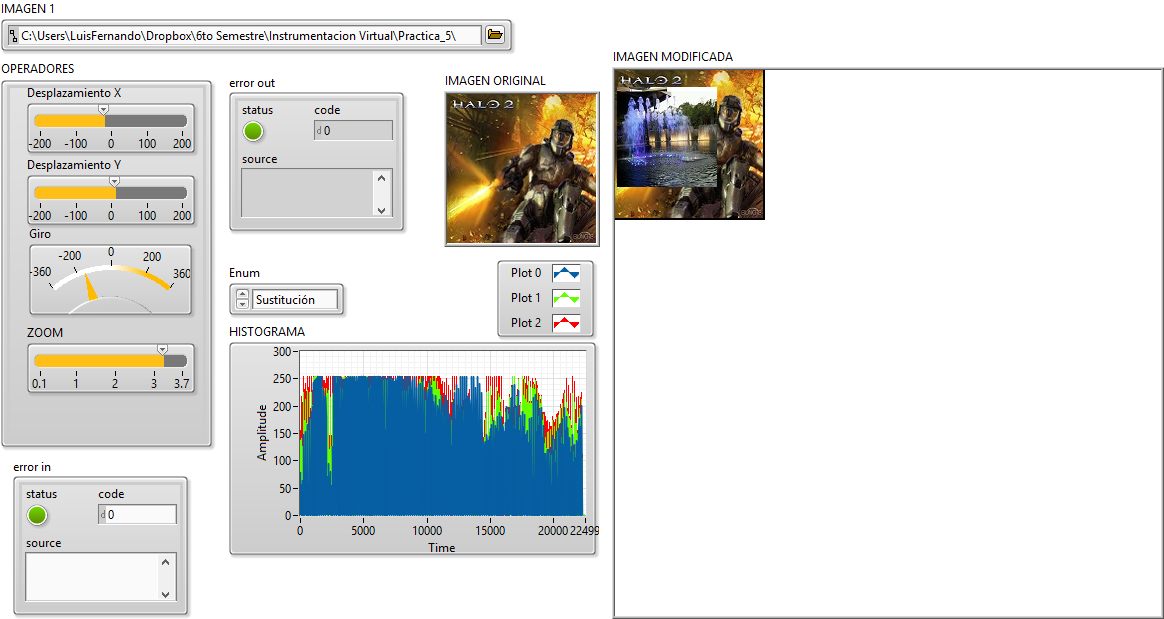 IMAGEN 1
C:\Users\LuisFernando\Dropbox\6to Semestre\Instrumentacion Virtual\Practica_5\
OPERADORES
Desplazamiento X
-200 -100 0 100 200
Desplazamiento Y
-200 -100 0 100 200
Giro
-360 -200 0 200 360
ZOOM
0.1 1 2 3 3.7
error in
status code
d 0
source
error out
status code
d 0
source
Enum
Sustitución
IMAGEN ORIGINAL
HALO 2
BUNGIE
Plot 0
Plot 1
Plot 2
HISTOGRAMA
Amplitude
300
250
200
150
100
50
0
0 5000 10000 15000 20000 22499
Time
IMAGEN MODIFICADA
HALO 2
BUNGIE